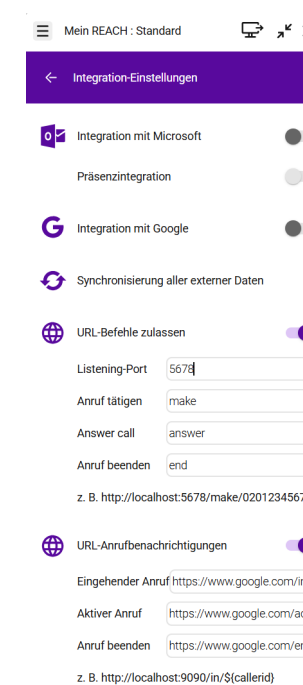 Mein REACH : Standard
Integration-Einstellungen
Integration mit Microsoft
Präsenzintegration
Integration mit Google
Synchronisierung aller externer Daten
URL-Befehle zulassen
Listening-Port 5678
Anruf tätigen make
Answer call answer
Anruf beenden end
z. B. http://localhost:5678/make/0201234567
URL-Anrufbenachrichtigungen
Eingehender Anruf https://www.google.com/in
Aktiver Anruf https://www.google.com/ac
Anruf beenden https://www.google.com/en
z. B. http://localhost:9090/in/${callerid}